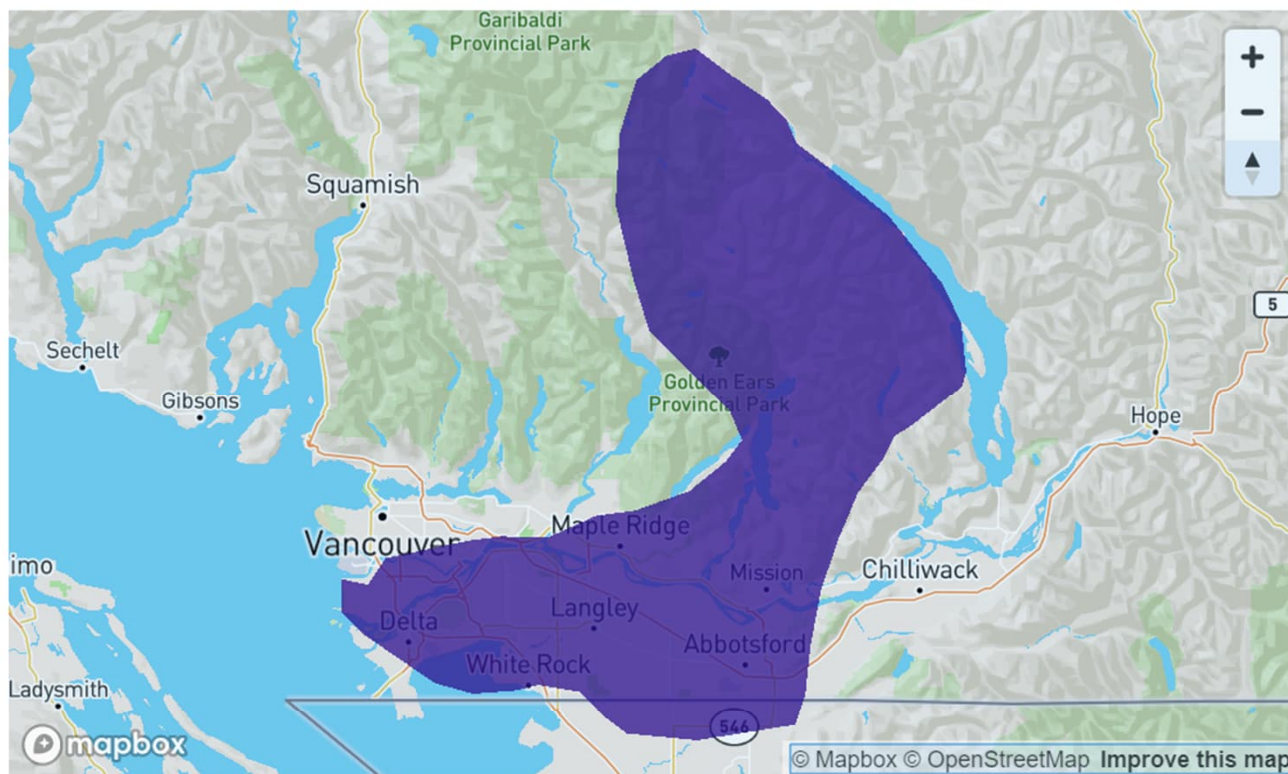 Garibaldi
Provincial Park
+
−
Squamish
5
Sechelt
Golden Ears
Provincial Park
Gibsons
Hope
Vancouver
Maple Ridge
imo
Mission
Chilliwack
Delta
Langley
Abbotsford
White Rock
Ladysmith
546
mapbox
© Mapbox © OpenStreetMap Improve this map